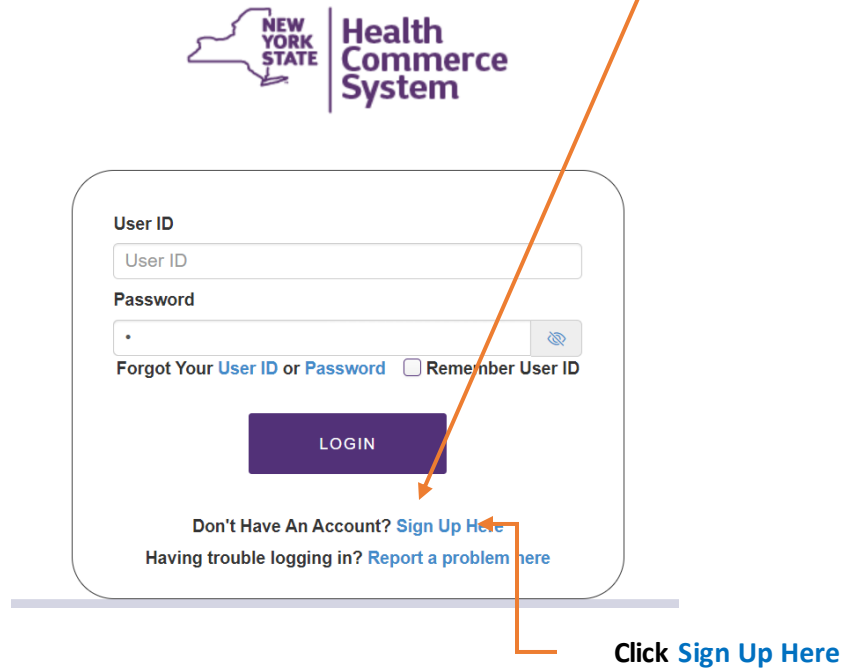 NEW
YORK
STATE
Health
Commerce
System
User ID
User ID
Password
•
Forgot Your User ID or Password Remember User ID
LOGIN
Don't Have An Account? Sign Up Here
Having trouble logging in? Report a problem here
Click Sign Up Here